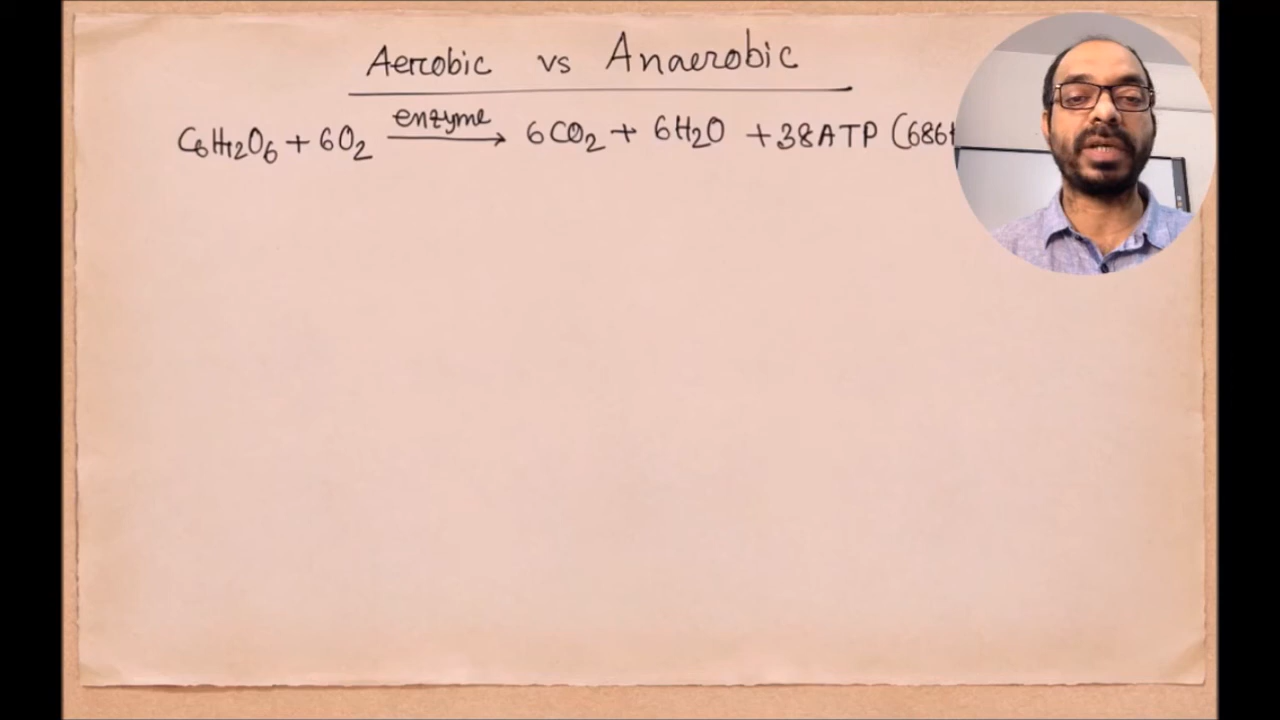 Aerobic vs Anaerobic
enzyme
C6H12O6 + 6O2 → 6CO2 + 6H2O + 38ATP (686